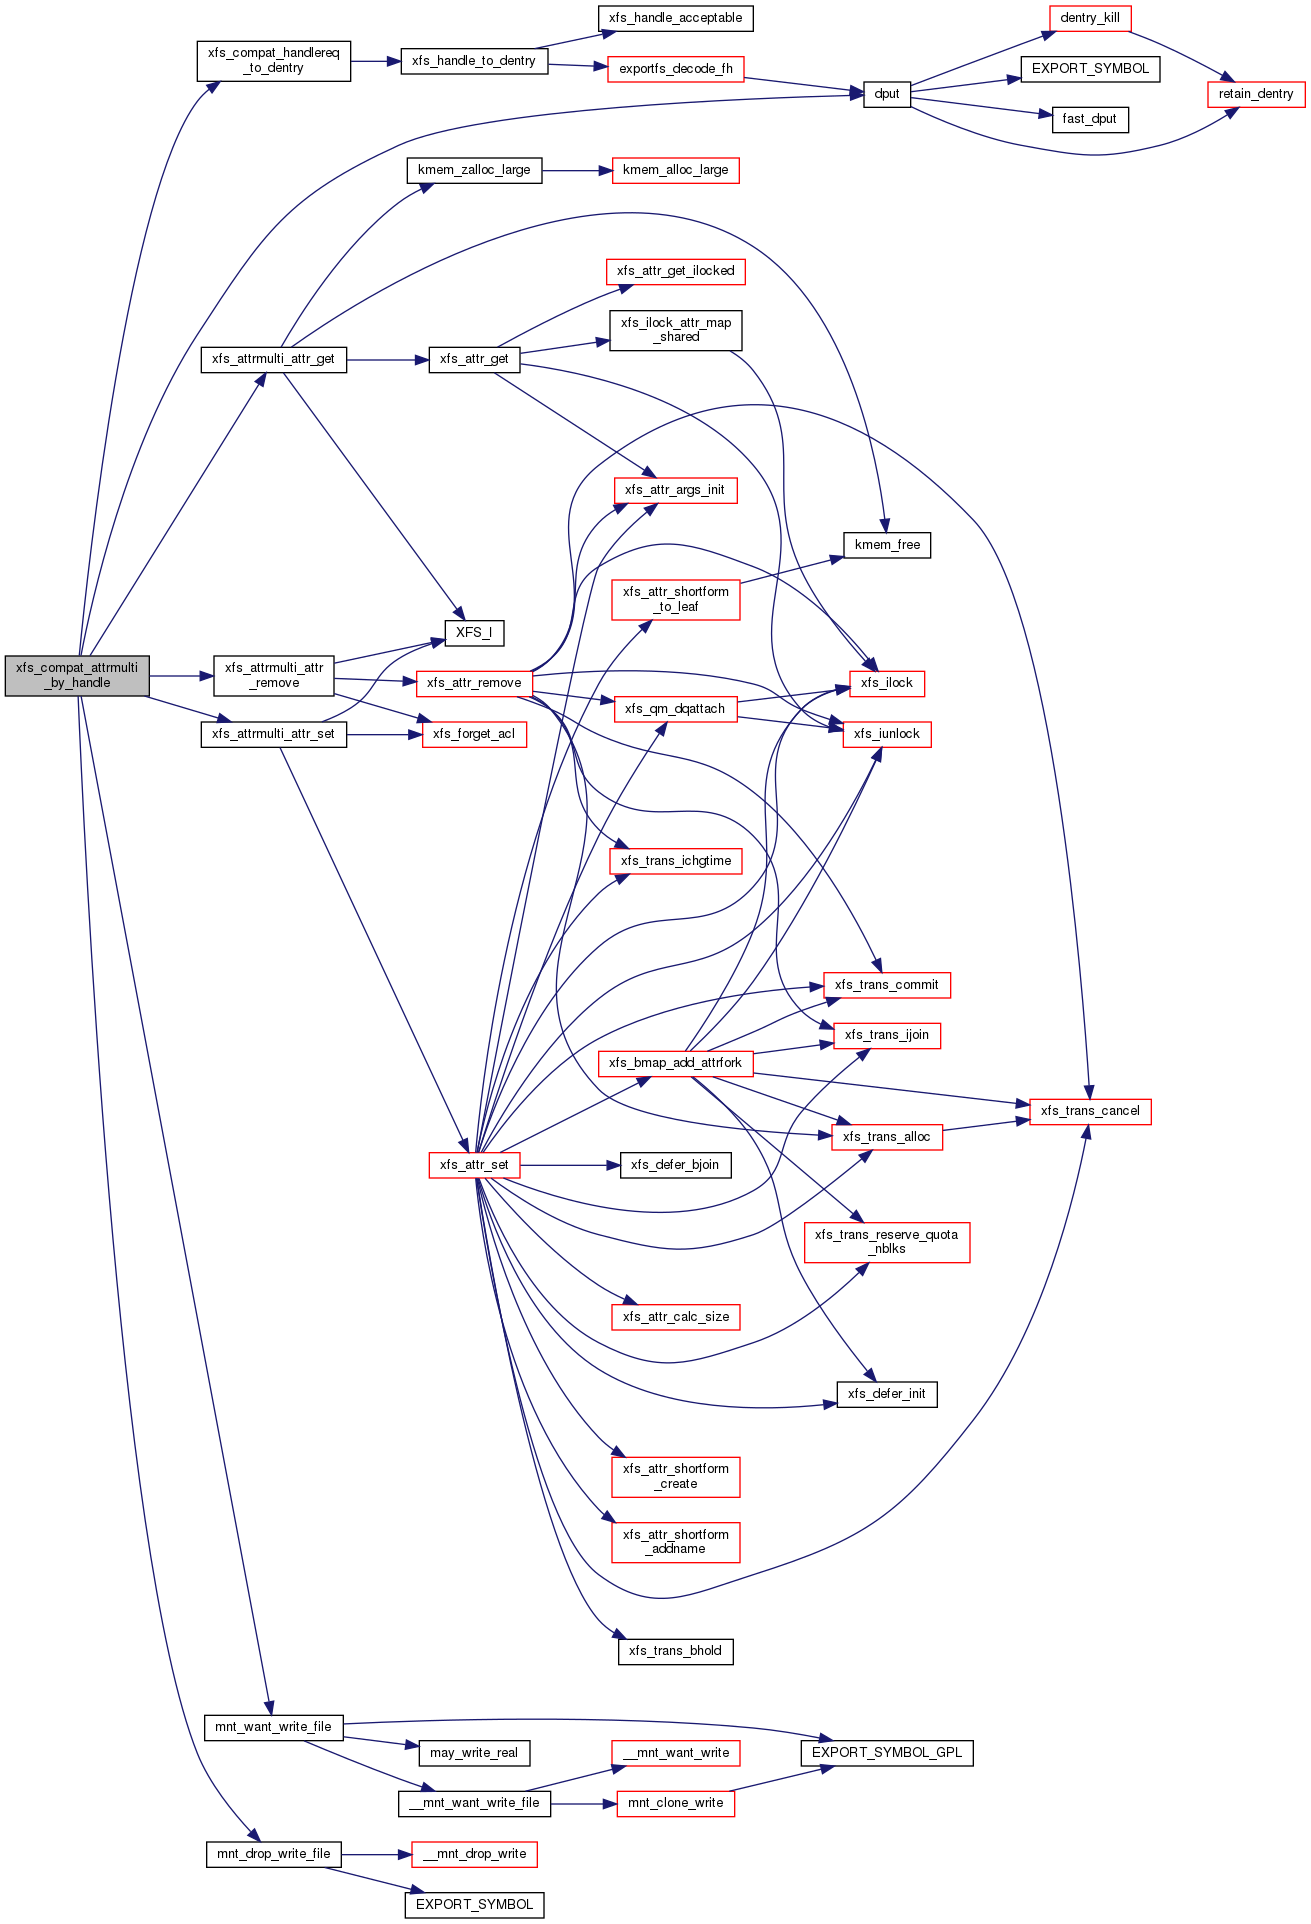 dentry_kill
xfs_handle_acceptable
xfs_compat_handlereq
_to_dentry
xfs_handle_to_dentry
exportfs_decode_fh
EXPORT_SYMBOL
dput
retain_dentry
fast_dput
kmem_zalloc_large
kmem_alloc_large
xfs_attr_get_ilocked
xfs_ilock_attr_map
_shared
xfs_attrmulti_attr_get
xfs_attr_get
xfs_attr_args_init
kmem_free
xfs_attr_shortform
_to_leaf
XFS_I
xfs_compat_attrmulti
_by_handle
xfs_attrmulti_attr
_remove
xfs_attr_remove
xfs_ilock
xfs_qm_dqattach
xfs_attrmulti_attr_set
xfs_forget_acl
xfs_iunlock
xfs_trans_ichgtime
xfs_trans_commit
xfs_trans_ijoin
xfs_bmap_add_attrfork
xfs_trans_cancel
xfs_trans_alloc
xfs_attr_set
xfs_defer_bjoin
xfs_trans_reserve_quota
_nblks
xfs_attr_calc_size
xfs_defer_init
xfs_attr_shortform
_create
xfs_attr_shortform
_addname
xfs_trans_bhold
mnt_want_write_file
may_write_real
__mnt_want_write
EXPORT_SYMBOL_GPL
__mnt_want_write_file
mnt_clone_write
mnt_drop_write_file
__mnt_drop_write
EXPORT_SYMBOL